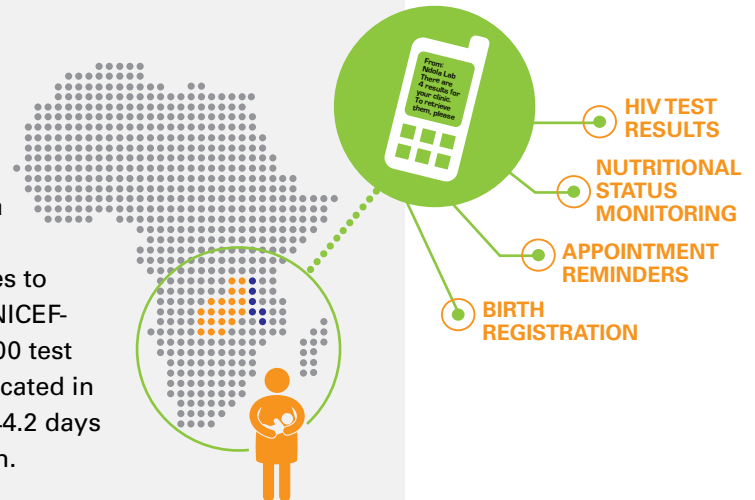 From:
Ndola Lab
There are
4 results for
your clinic.
To retrieve
them, please
HIV TEST
RESULTS
NUTRITIONAL
STATUS
MONITORING
APPOINTMENT
REMINDERS
BIRTH
REGISTRATION
es to
NICEF-
00 test
cated in
4.2 days
n.